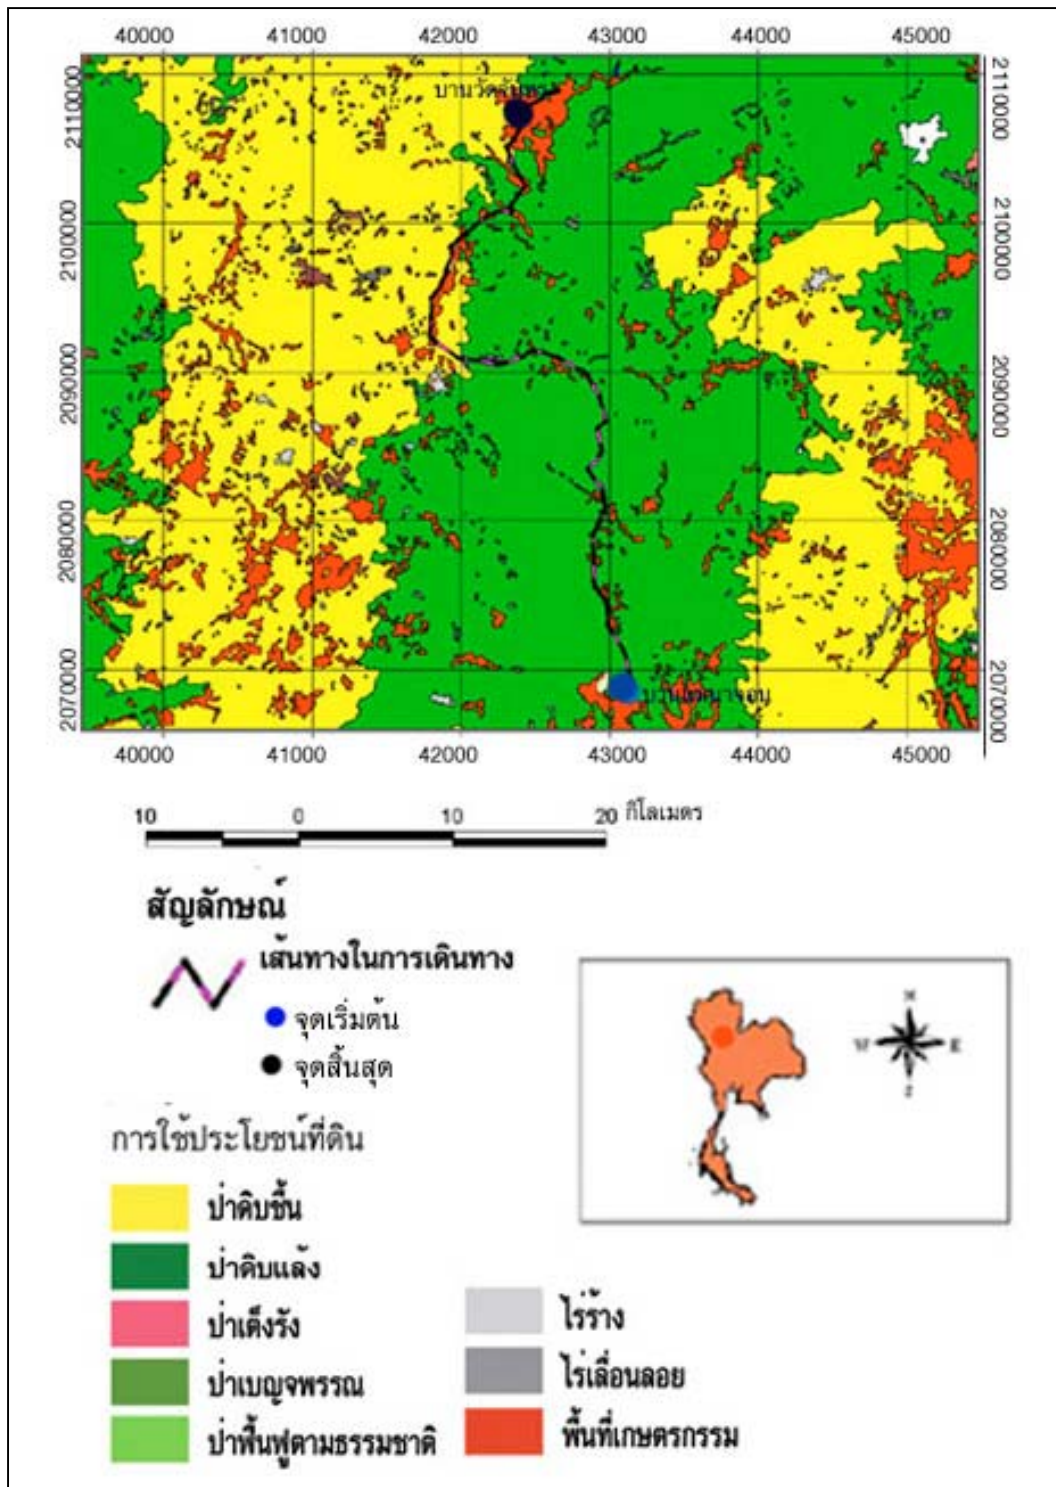 40000 41000 42000 43000 44000 45000
2110000 2110000
2100000 2100000
2090000 2090000
2080000 2080000
2070000 2070000
40000 41000 42000 43000 44000 45000
10 0 10 20 กิโลเมตร
สัญลักษณ์
เส้นทางในการเดินทาง
จุดเริ่มต้น
จุดสิ้นสุด
N
W E
การใช้ประโยชน์ที่ดิน
ป่าดิบชื้น
ป่าดิบแล้ง
ป่าเต็งรัง
ป่าเบญจพรรณ
ป่าฟื้นฟูตามธรรมชาติ
ไร่ร้าง
ไร่เลื่อนลอย
พื้นที่เกษตรกรรม